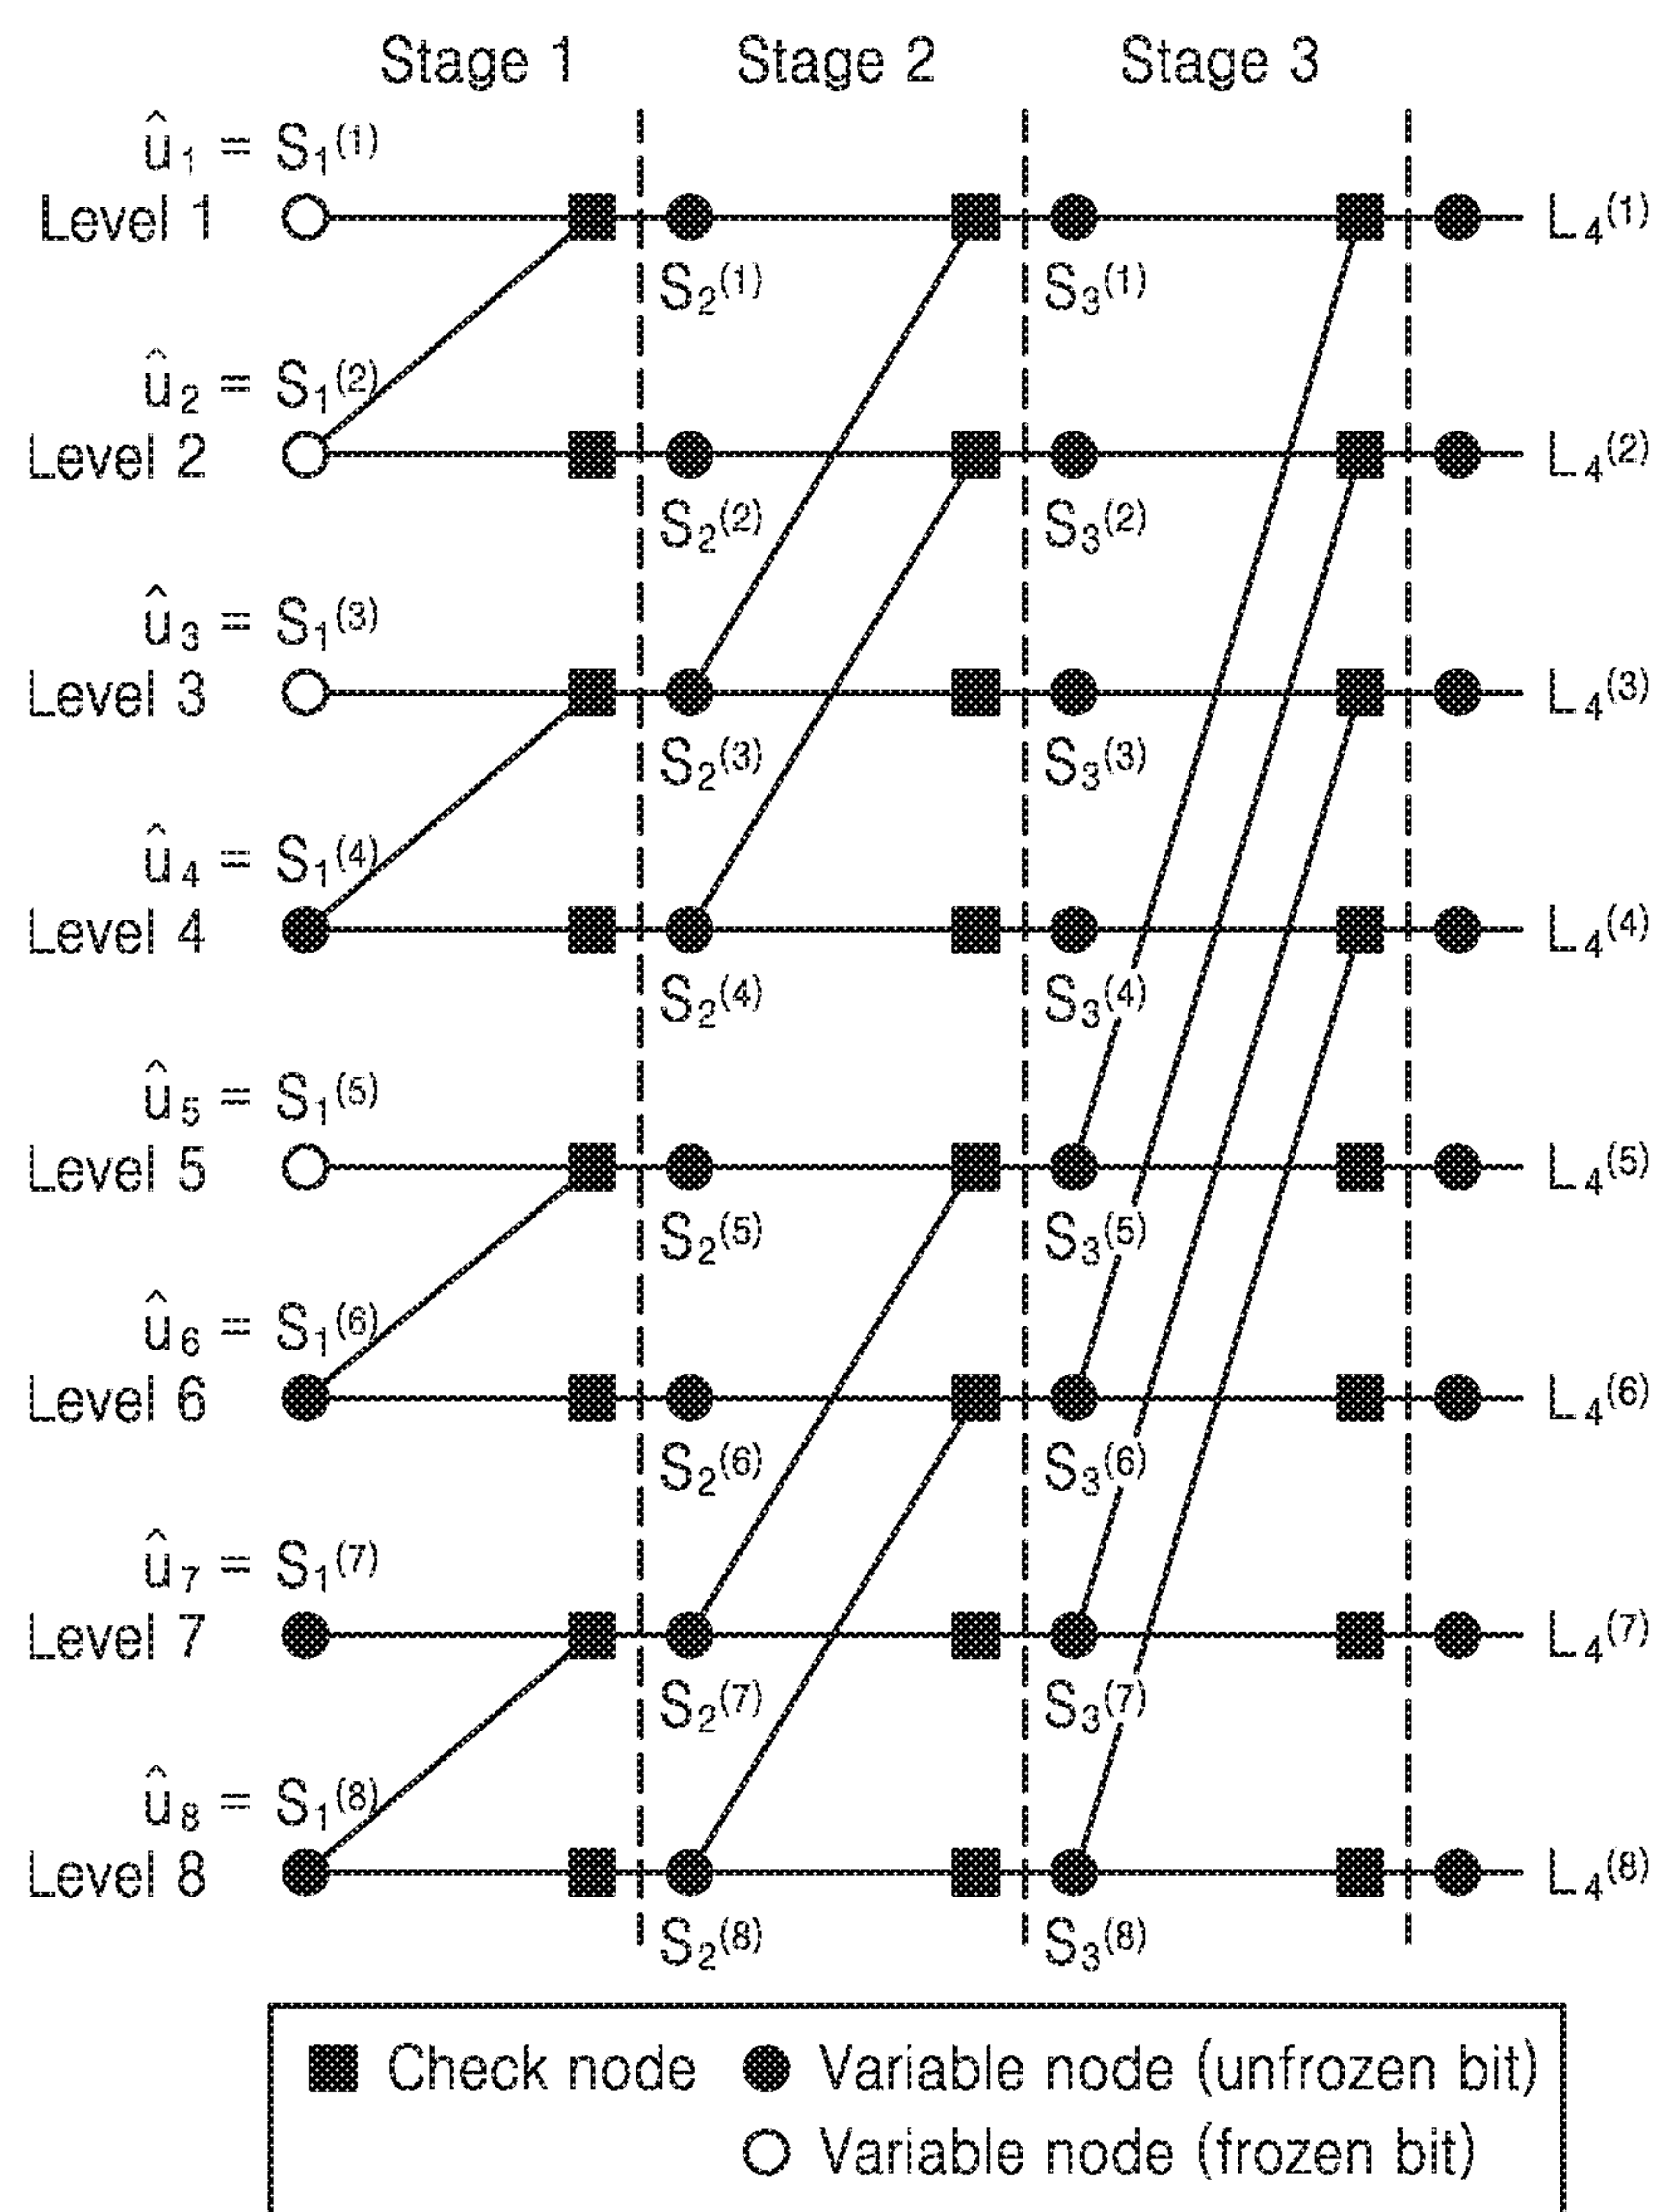 Stage 1 Stage 2 Stage 3
û₁ = S₁⁽¹⁾
Level 1 L₄⁽¹⁾
S₂⁽¹⁾ S₃⁽¹⁾
û₂ = S₁⁽²⁾
Level 2 L₄⁽²⁾
S₂⁽²⁾ S₃⁽²⁾
û₃ = S₁⁽³⁾
Level 3 L₄⁽³⁾
S₂⁽³⁾ S₃⁽³⁾
û₄ = S₁⁽⁴⁾
Level 4 L₄⁽⁴⁾
S₂⁽⁴⁾ S₃⁽⁴⁾
û₅ = S₁⁽⁵⁾
Level 5 L₄⁽⁵⁾
S₂⁽⁵⁾ S₃⁽⁵⁾
û₆ = S₁⁽⁶⁾
Level 6 L₄⁽⁶⁾
S₂⁽⁶⁾ S₃⁽⁶⁾
û₇ = S₁⁽⁷⁾
Level 7 L₄⁽⁷⁾
S₂⁽⁷⁾ S₃⁽⁷⁾
û₈ = S₁⁽⁸⁾
Level 8 L₄⁽⁸⁾
S₂⁽⁸⁾ S₃⁽⁸⁾
Check node Variable node (unfrozen bit)
Variable node (frozen bit)